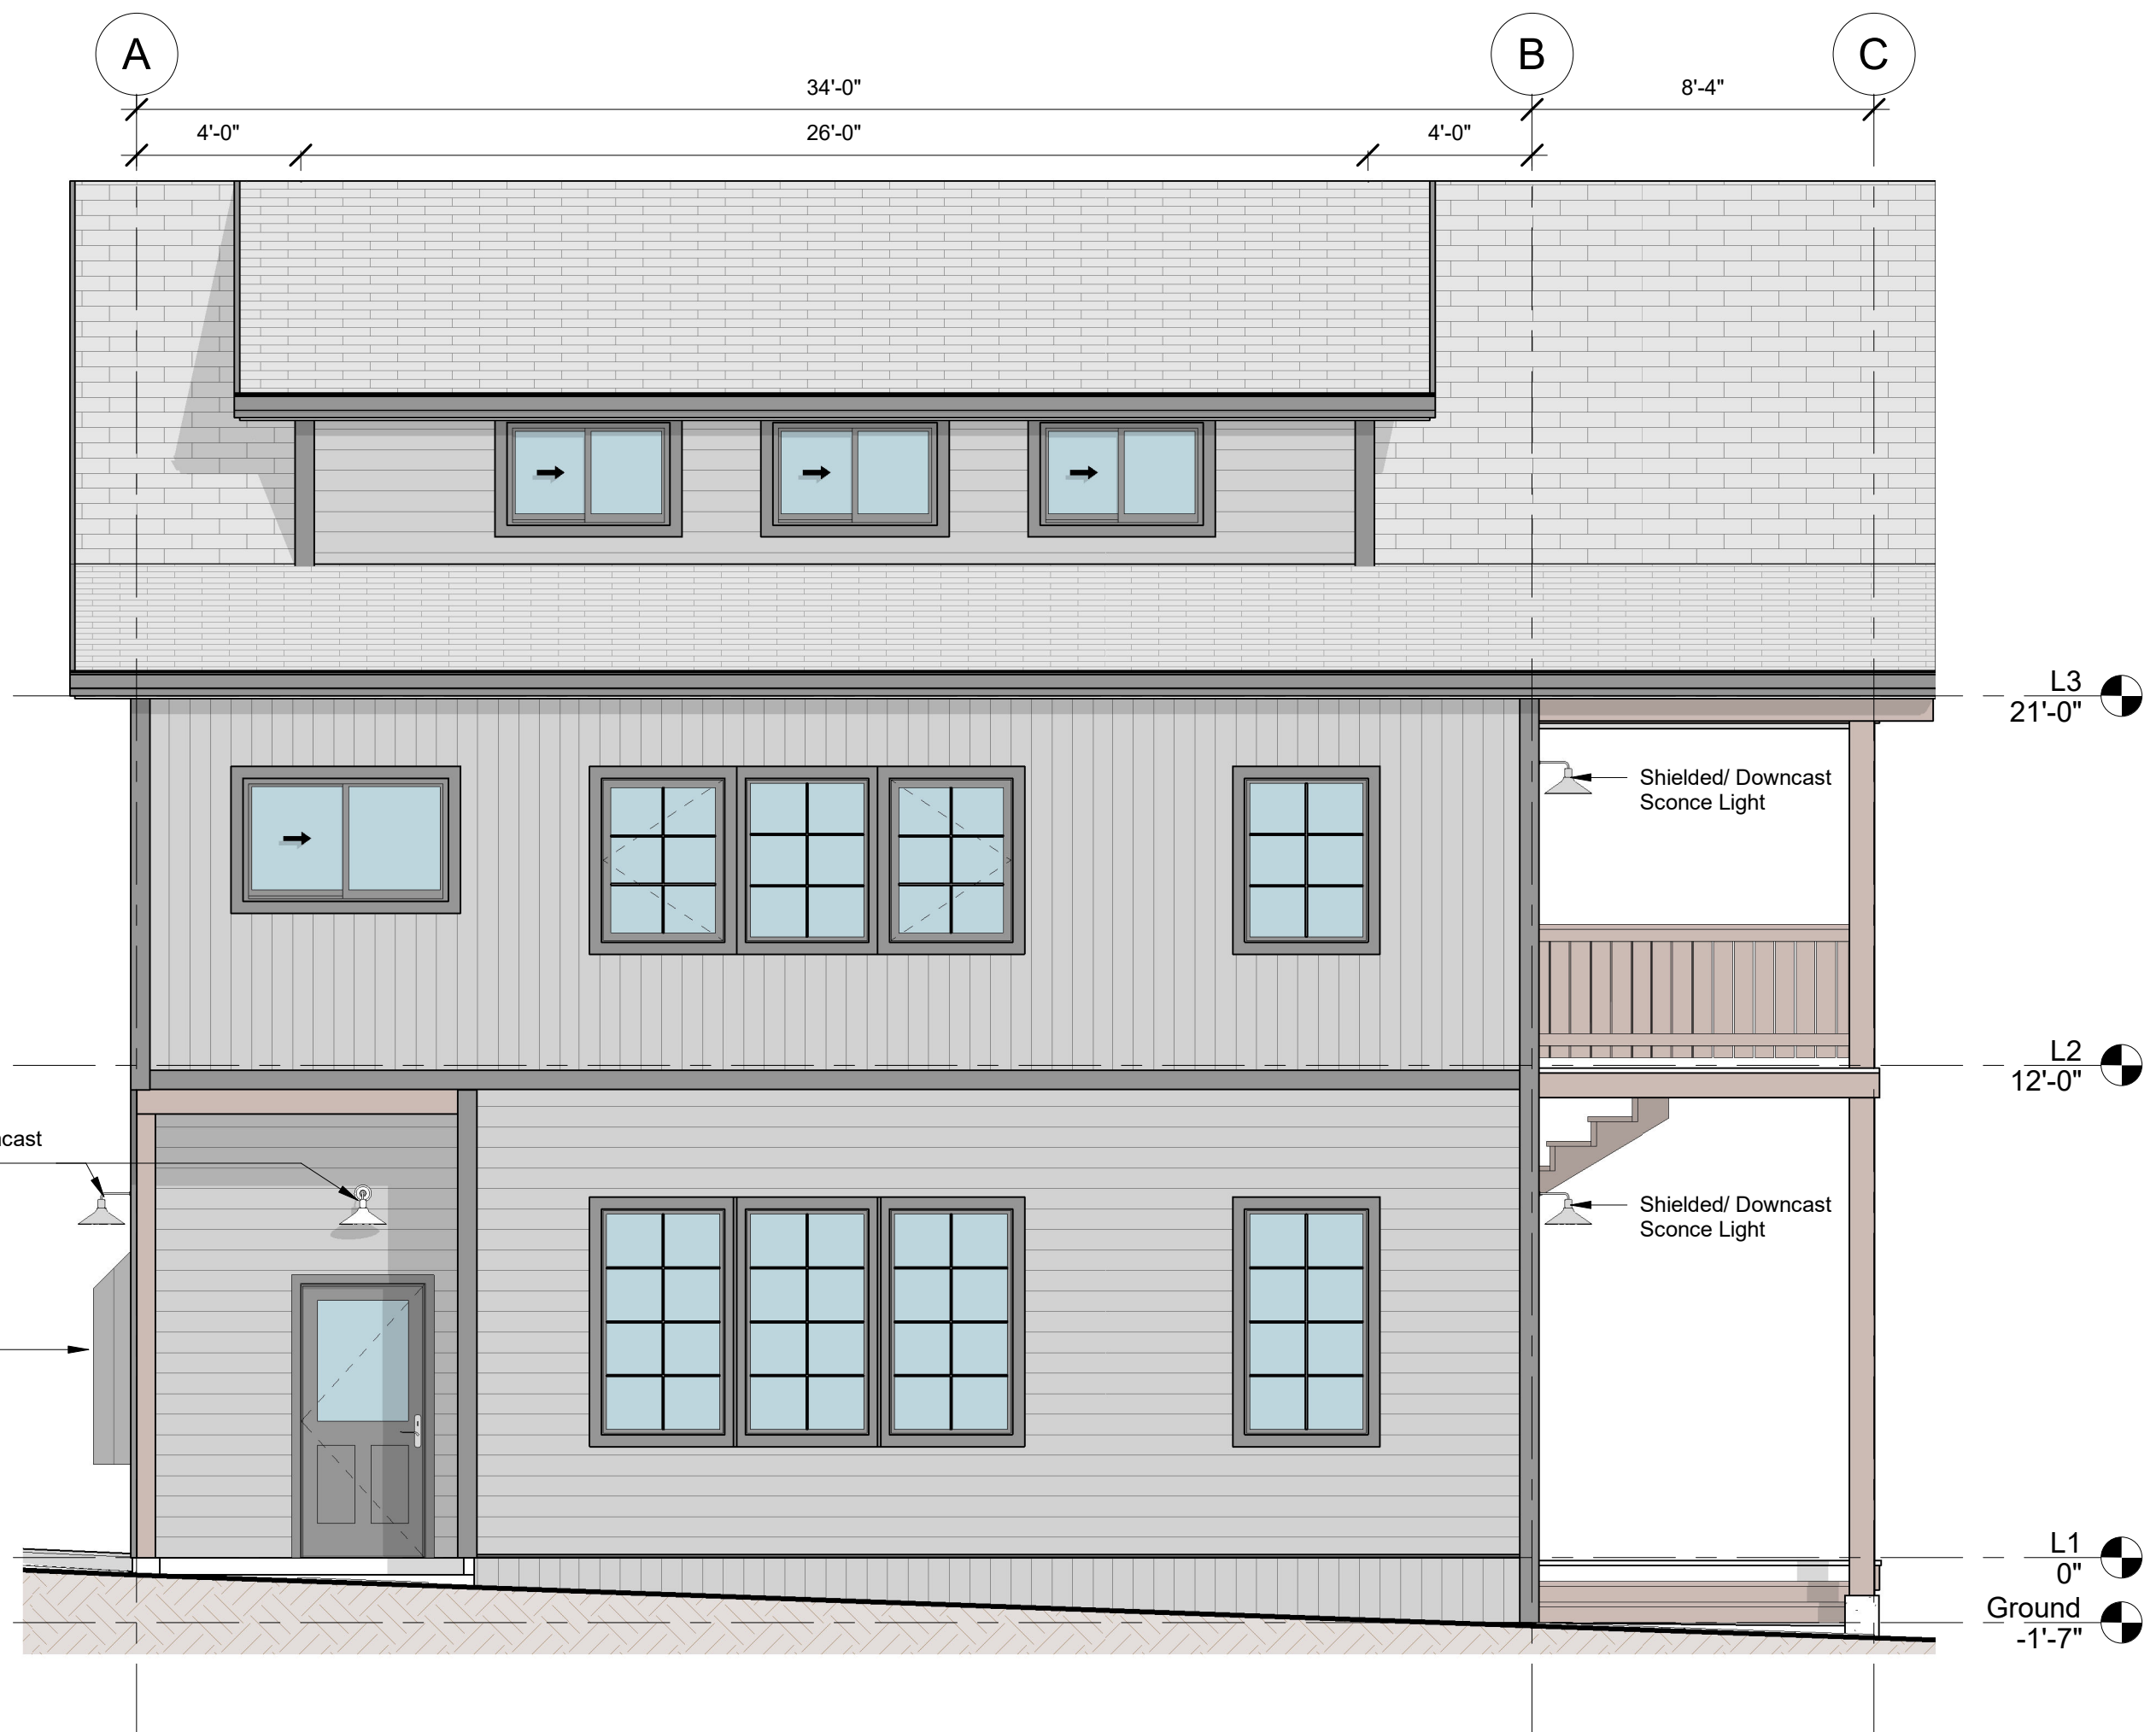 A
B
C
34'-0"
8'-4"
4'-0"
26'-0"
4'-0"
L3
21'-0"
Shielded/ Downcast
Sconce Light
L2
12'-0"
Shielded/ Downcast
Sconce Light
L1
0"
Ground
-1'-7"